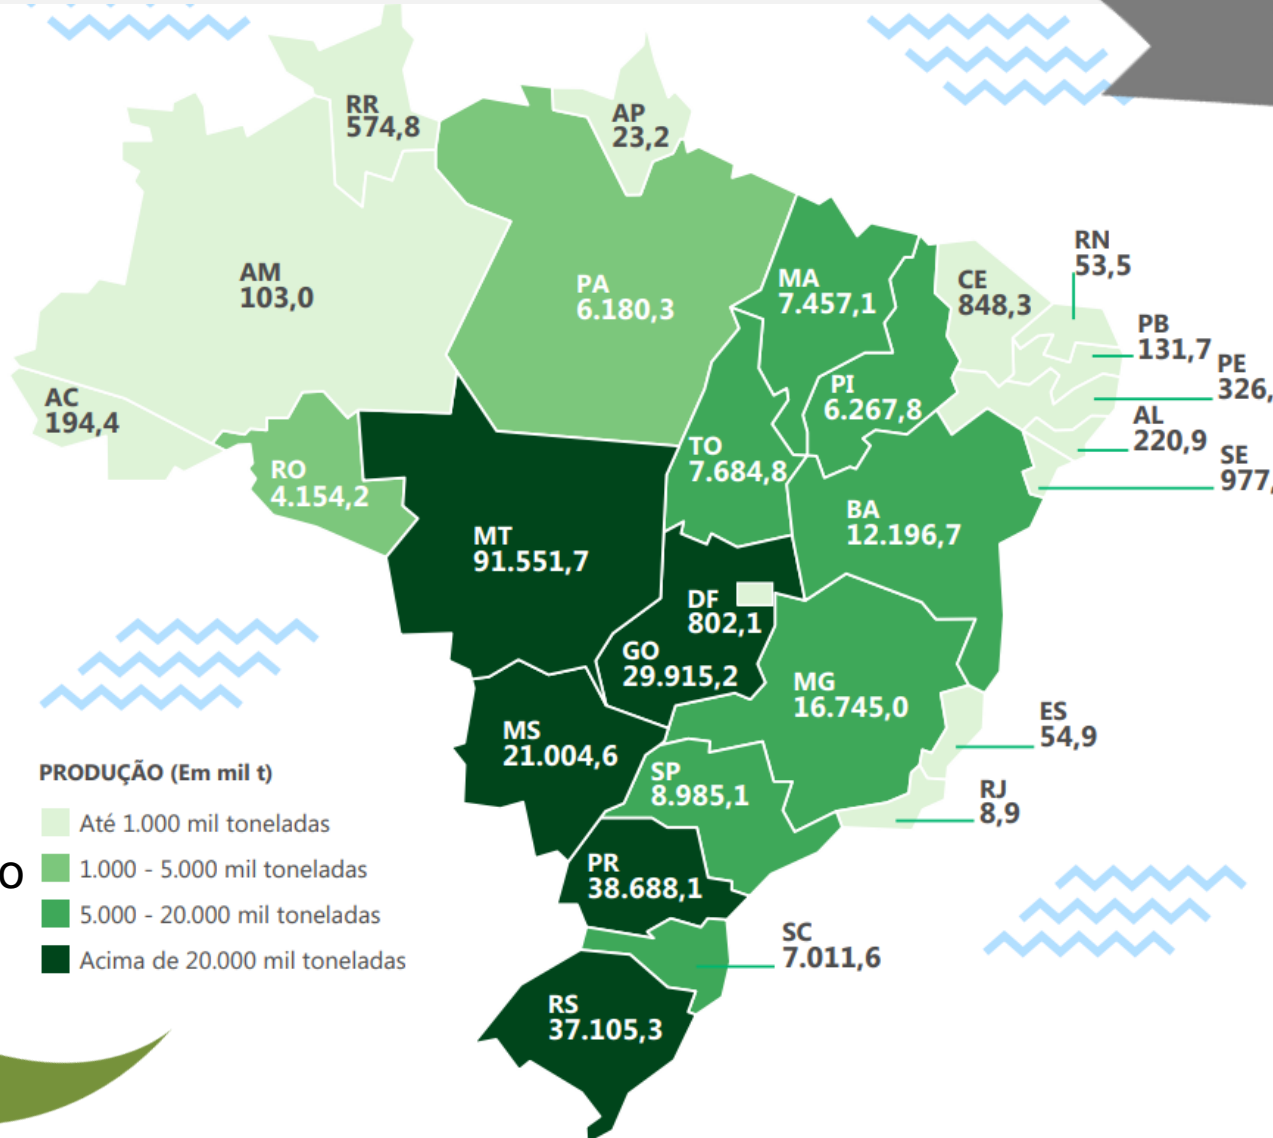 RR
574,8
AP
23,2
RN
53,5
AM
103,0
PA
6.180,3
MA
7.457,1
CE
848,3
PB
131,7
PE
326,
AC
194,4
PI
6.267,8
AL
220,9
TO
7.684,8
SE
977,
RO
4.154,2
BA
12.196,7
MT
91.551,7
DF
802,1
GO
29.915,2
MG
16.745,0
ES
54,9
MS
21.004,6
SP
8.985,1
RJ
8,9
PRODUÇÃO (Em mil t)
Até 1.000 mil toneladas
o
1.000 - 5.000 mil toneladas
5.000 - 20.000 mil toneladas
Acima de 20.000 mil toneladas
PR
38.688,1
SC
7.011,6
RS
37.105,3